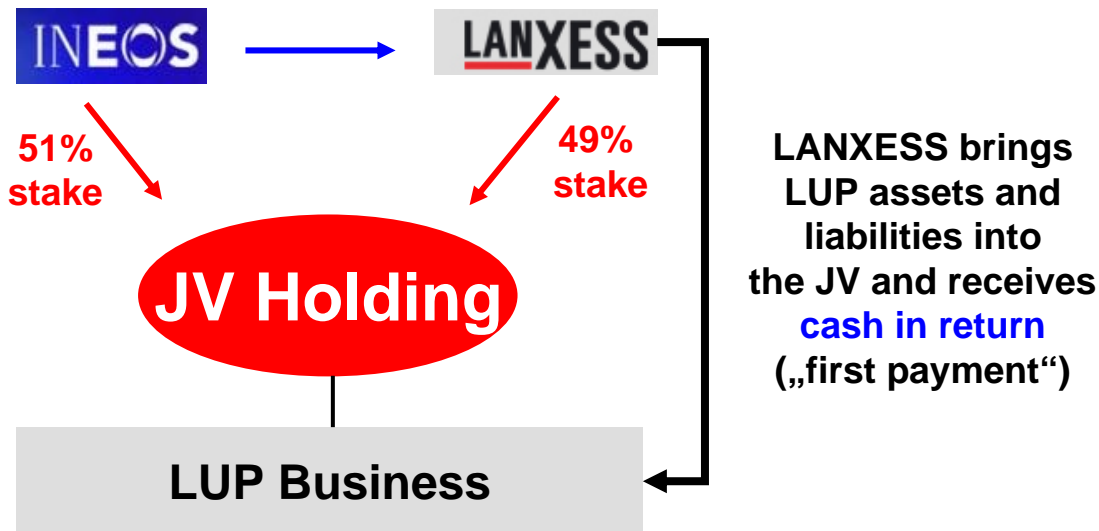 INEOS
LANXESS
51%
stake
49%
stake
LANXESS brings
LUP assets and
liabilities into
the JV and receives
cash in return
(„first payment“)
JV Holding
LUP Business